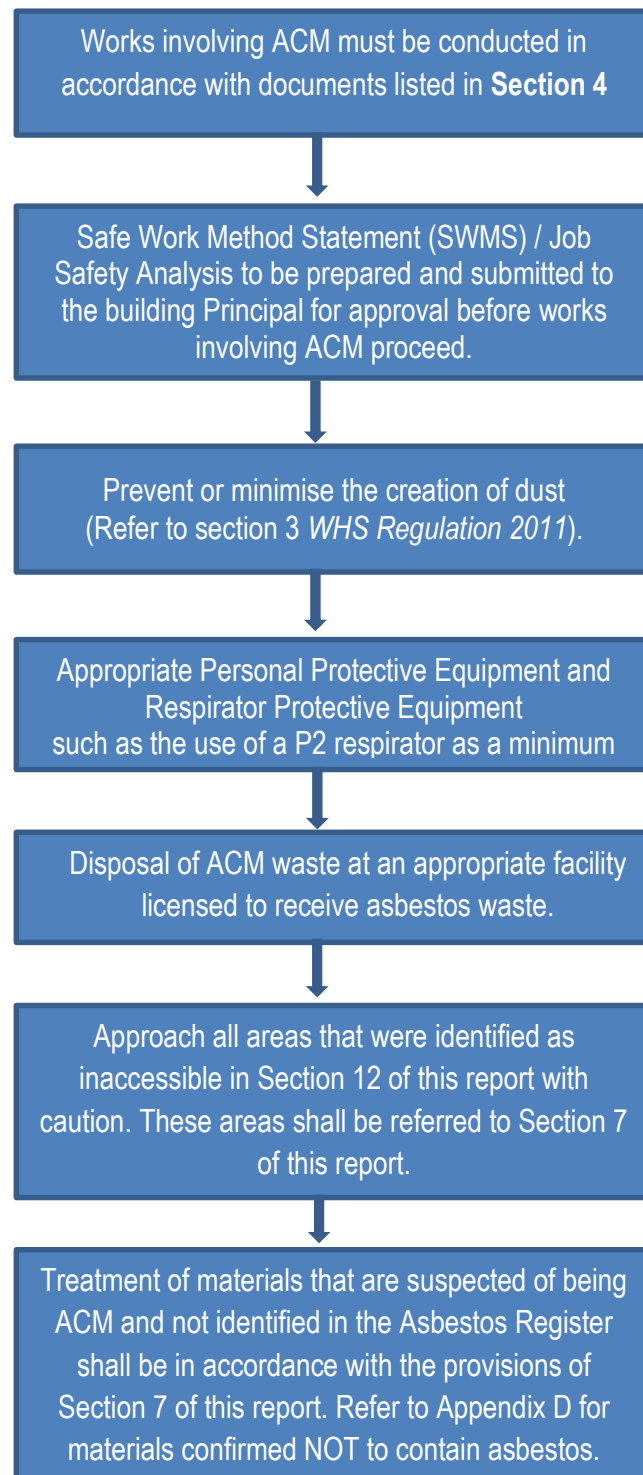 Works involving ACM must be conducted in
accordance with documents listed in Section 4
Safe Work Method Statement (SWMS) / Job
Safety Analysis to be prepared and submitted to
the building Principal for approval before works
involving ACM proceed.
Prevent or minimise the creation of dust
(Refer to section 3 WHS Regulation 2011).
Appropriate Personal Protective Equipment and
Respirator Protective Equipment
such as the use of a P2 respirator as a minimum
Disposal of ACM waste at an appropriate facility
licensed to receive asbestos waste.
Approach all areas that were identified as
inaccessible in Section 12 of this report with
caution. These areas shall be referred to Section 7
of this report.
Treatment of materials that are suspected of being
ACM and not identified in the Asbestos Register
shall be in accordance with the provisions of
Section 7 of this report. Refer to Appendix D for
materials confirmed NOT to contain asbestos.